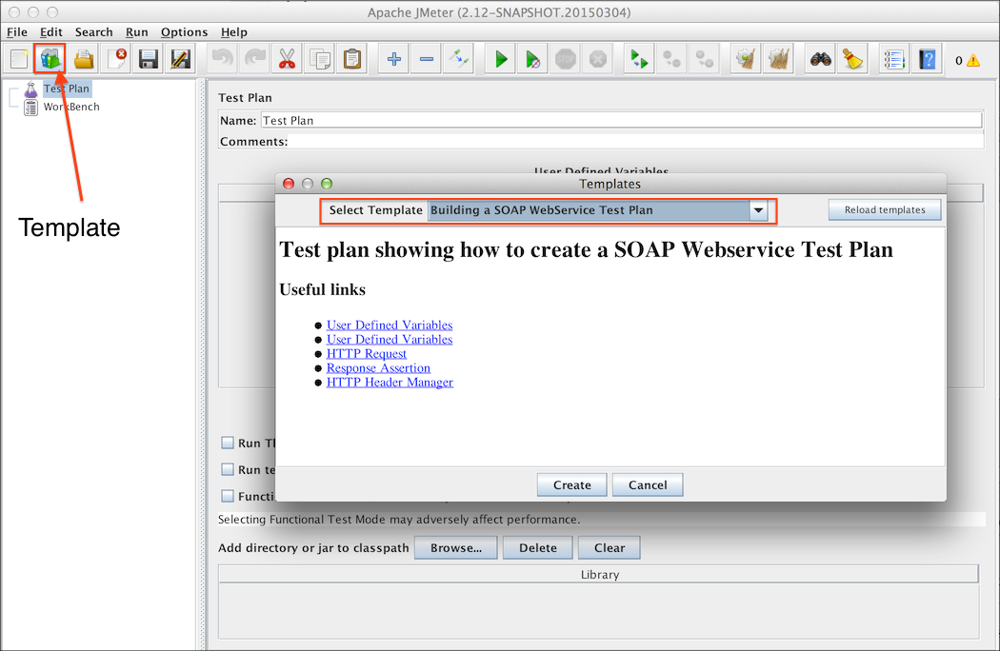 Apache JMeter (2.12-SNAPSHOT.20150304)
File Edit Search Run Options Help
STOP
0
Test Plan
WorkBench
Template
Test Plan
Name: Test Plan
Comments:
User Defined Variables
Templates
Select Template Building a SOAP WebService Test Plan Reload templates
Test plan showing how to create a SOAP Webservice Test Plan
Useful links
User Defined Variables
User Defined Variables
HTTP Request
Response Assertion
HTTP Header Manager
Create Cancel
Run
Run
Selecting Functional Test Mode may adversely affect performance.
Add directory or jar to classpath Browse... Delete Clear
Library